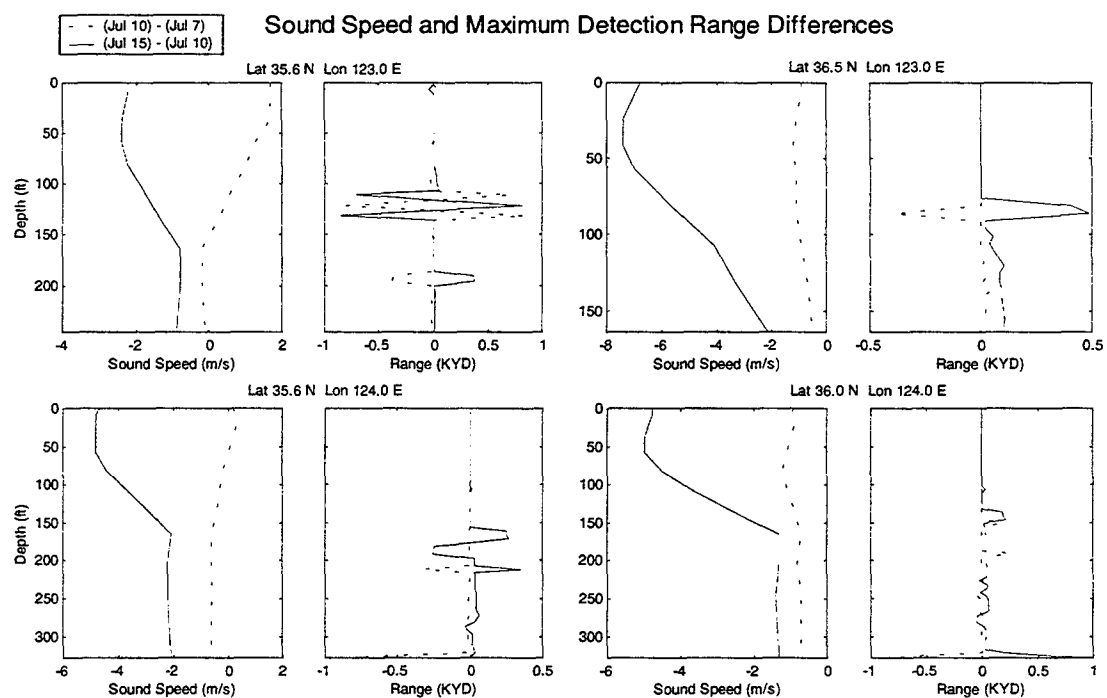 Sound Speed and Maximum Detection Range Differences
(Jul 10) - (Jul 7)
(Jul 15) - (Jul 10)
Lat 35.6 N Lon 123.0 E
Depth (ft)
0
50
100
150
200
-4 -2 0 2
Sound Speed (m/s)
-1 -0.5 0 0.5 1
Range (KYD)
Lat 36.5 N Lon 123.0 E
0
50
100
150
-8 -6 -4 -2 0
Sound Speed (m/s)
-0.5 0 0.5
Range (KYD)
Lat 35.6 N Lon 124.0 E
Depth (ft)
0
50
100
150
200
250
300
-6 -4 -2 0 2
Sound Speed (m/s)
-1 -0.5 0 0.5
Range (KYD)
Lat 36.0 N Lon 124.0 E
0
50
100
150
200
250
300
-6 -4 -2 0
Sound Speed (m/s)
-1 -0.5 0 0.5 1
Range (KYD)